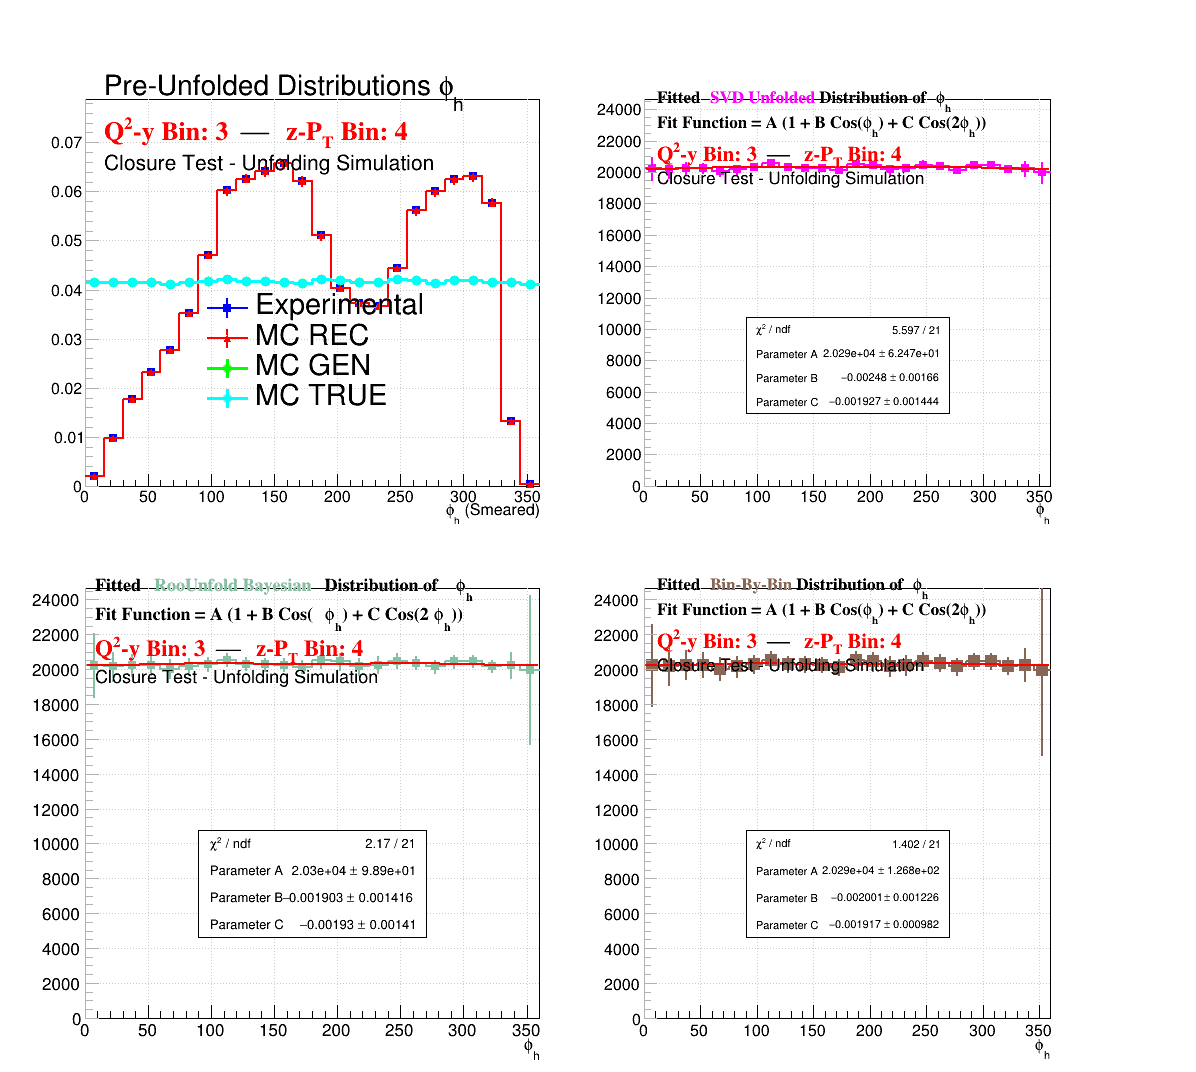 Pre-Unfolded Distributions ϕh
Q²-y Bin: 3 — z-PT Bin: 4
Closure Test - Unfolding Simulation
0.07
0.06
0.05
0.04
0.03
0.02
0.01
0
Experimental
MC REC
MC GEN
MC TRUE
0 50 100 150 200 250 300 350
ϕh (Smeared)
Fitted SVD Unfolded Distribution of ϕh
Fit Function = A (1 + B Cos(ϕh) + C Cos(2ϕh))
Q²-y Bin: 3 — z-PT Bin: 4
Closure Test - Unfolding Simulation
24000
22000
20000
18000
16000
14000
12000
10000
8000
6000
4000
2000
0
χ² / ndf 5.597 / 21
Parameter A 2.029e+04 ± 6.247e+01
Parameter B −0.00248 ± 0.00166
Parameter C −0.001927 ± 0.001444
0 50 100 150 200 250 300 350
ϕh
Fitted RooUnfold Bayesian Distribution of ϕh
Fit Function = A (1 + B Cos( ϕh) + C Cos(2 ϕh))
Q²-y Bin: 3 — z-PT Bin: 4
Closure Test - Unfolding Simulation
24000
22000
20000
18000
16000
14000
12000
10000
8000
6000
4000
2000
0
χ² / ndf 2.17 / 21
Parameter A 2.03e+04 ± 9.89e+01
Parameter B −0.001903 ± 0.001416
Parameter C −0.00193 ± 0.00141
0 50 100 150 200 250 300 350
ϕh
Fitted Bin-By-Bin Distribution of ϕh
Fit Function = A (1 + B Cos(ϕh) + C Cos(2ϕh))
Q²-y Bin: 3 — z-PT Bin: 4
Closure Test - Unfolding Simulation
24000
22000
20000
18000
16000
14000
12000
10000
8000
6000
4000
2000
0
χ² / ndf 1.402 / 21
Parameter A 2.029e+04 ± 1.268e+02
Parameter B −0.002001 ± 0.001226
Parameter C −0.001917 ± 0.000982
0 50 100 150 200 250 300 350
ϕh